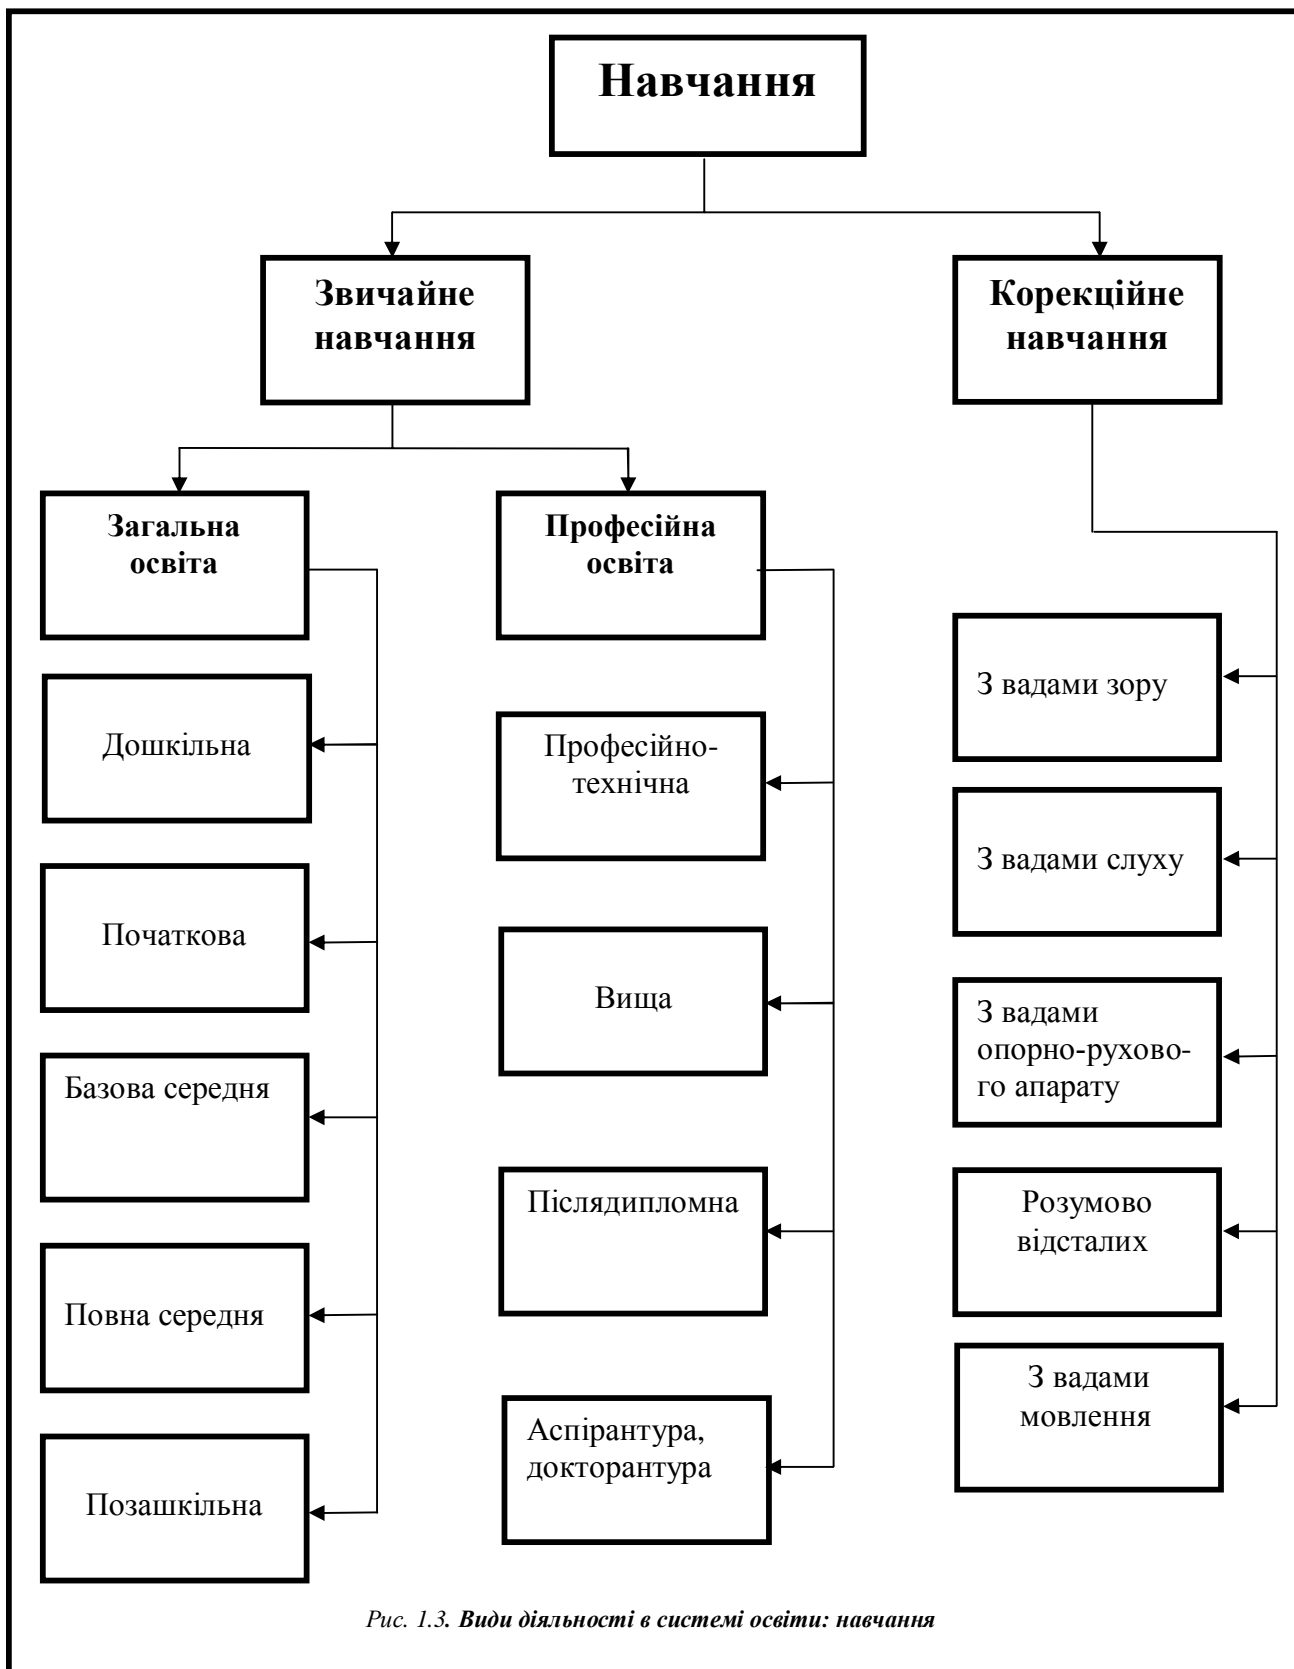 Навчання
Звичайне
навчання
Корекційне
навчання
Загальна
освіта
Професійна
освіта
Дошкільна
Початкова
Базова середня
Повна середня
Позашкільна
Професійно-
технічна
Вища
Післядипломна
Аспірантура,
докторантура
З вадами зору
З вадами слуху
З вадами
опорно-рухово-
го апарату
Розумово
відсталих
З вадами
мовлення
Рис. 1.3. Види діяльності в системі освіти: навчання